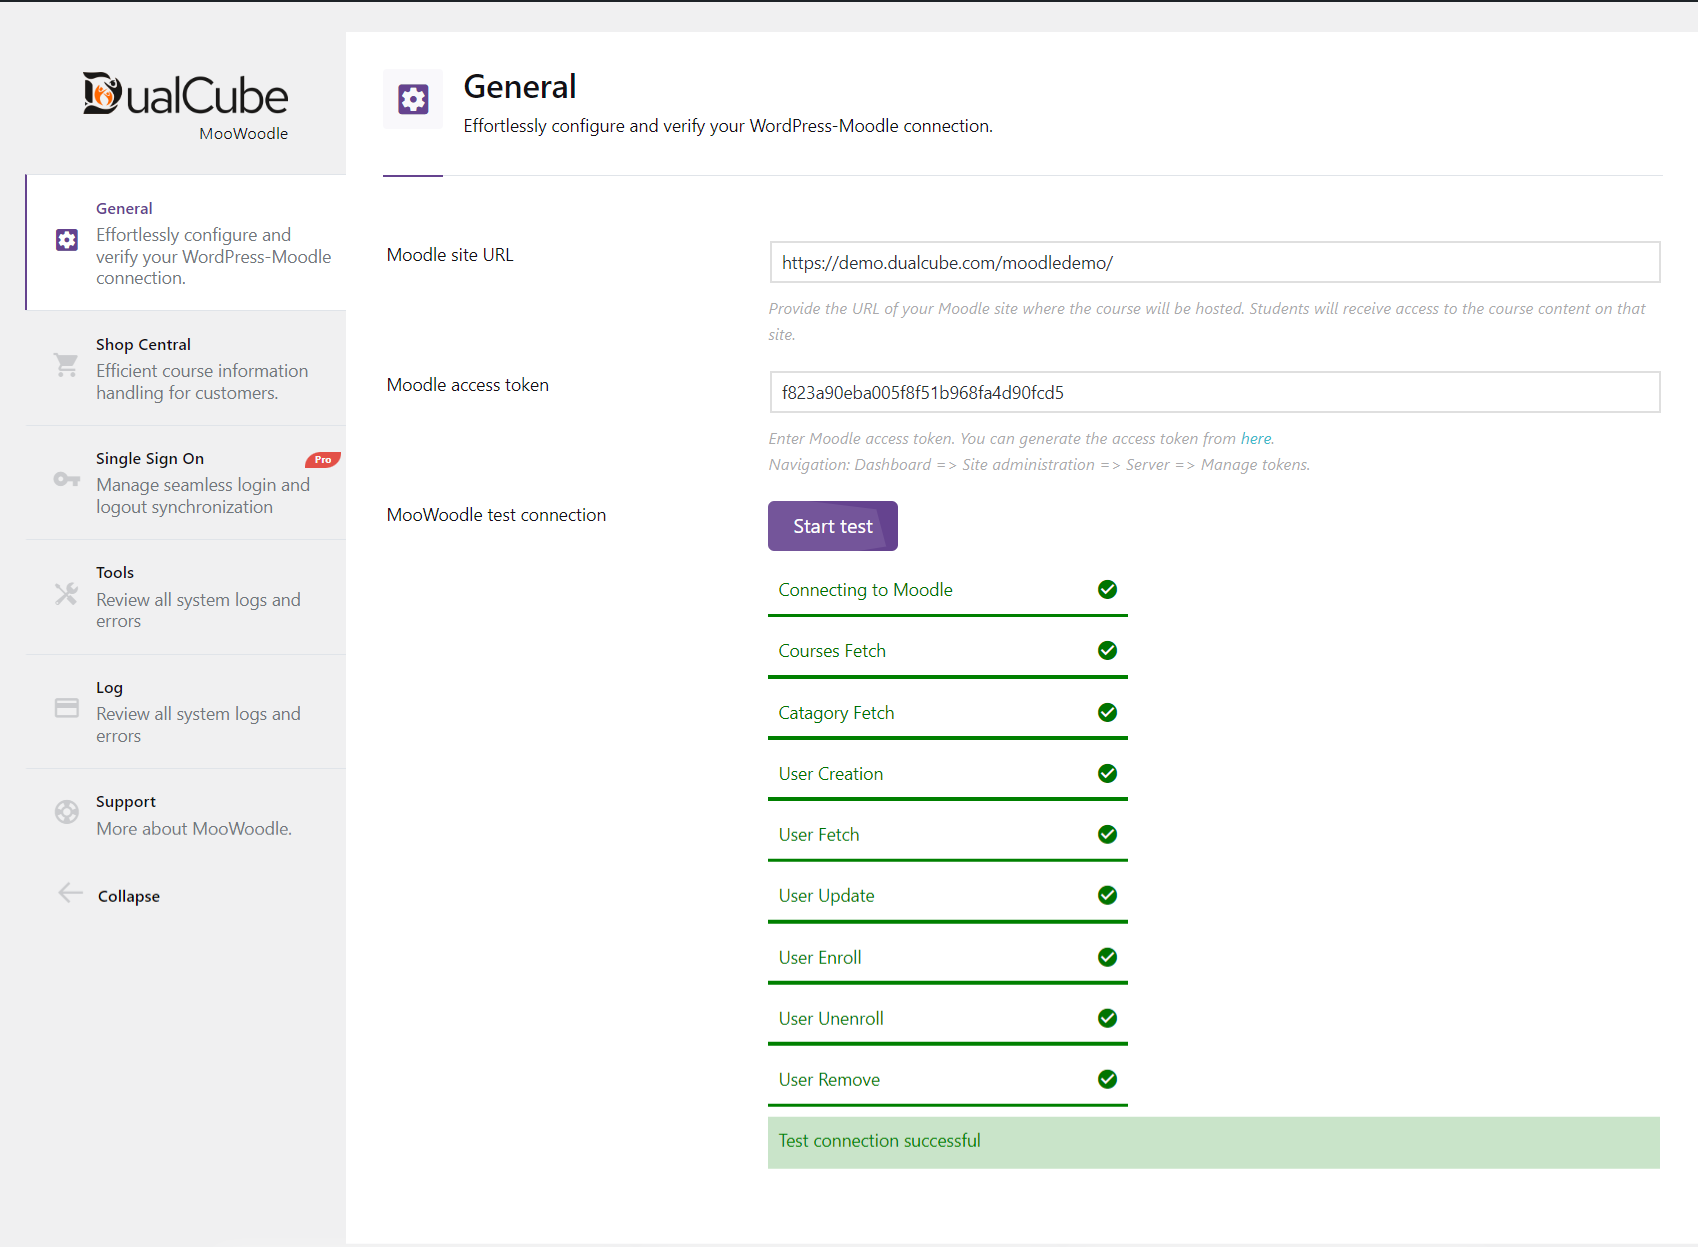 DualCube
MooWoodle
General
Effortlessly configure and
verify your WordPress-Moodle
connection.
Shop Central
Efficient course information
handling for customers.
Single Sign On
Pro
Manage seamless login and
logout synchronization
Tools
Review all system logs and
errors
Log
Review all system logs and
errors
Support
More about MooWoodle.
Collapse
General
Effortlessly configure and verify your WordPress-Moodle connection.
Moodle site URL
https://demo.dualcube.com/moodledemo/
Provide the URL of your Moodle site where the course will be hosted. Students will receive access to the course content on that
site.
Moodle access token
f823a90eba005f8f51b968fa4d90fcd5
Enter Moodle access token. You can generate the access token from here.
Navigation: Dashboard => Site administration => Server => Manage tokens.
MooWoodle test connection
Start test
Connecting to Moodle
Courses Fetch
Catagory Fetch
User Creation
User Fetch
User Update
User Enroll
User Unenroll
User Remove
Test connection successful